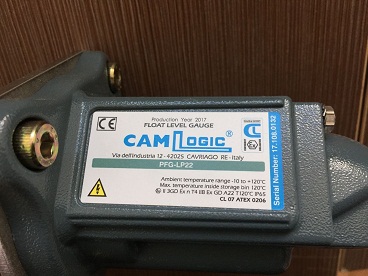 Production Year 2017
FLOAT LEVEL GAUGE
CE
CAMLOGIC®
Via dell'industria 12 - 42025 CAVRIAGO RE - Italy
PFG-LP22
Ambient temperature range -10 to +120°C
Max. temperature inside storage bin 120°C
II 3GD Ex n T4 IIB Ex GD A22 T120°C IP65
CL 07 ATEX 0206
Serial Number: 17.108.0132